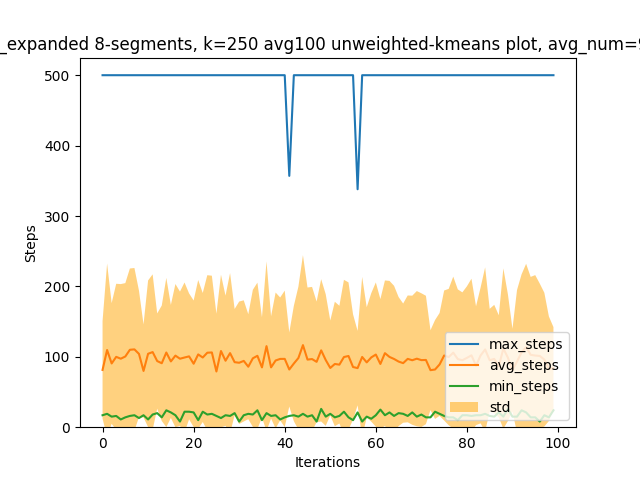 _expanded 8-segments, k=250 avg100 unweighted-kmeans plot, avg_num=9
500
400
300
200
100
0
Steps
max_steps
avg_steps
min_steps
std
0 20 40 60 80 100
Iterations